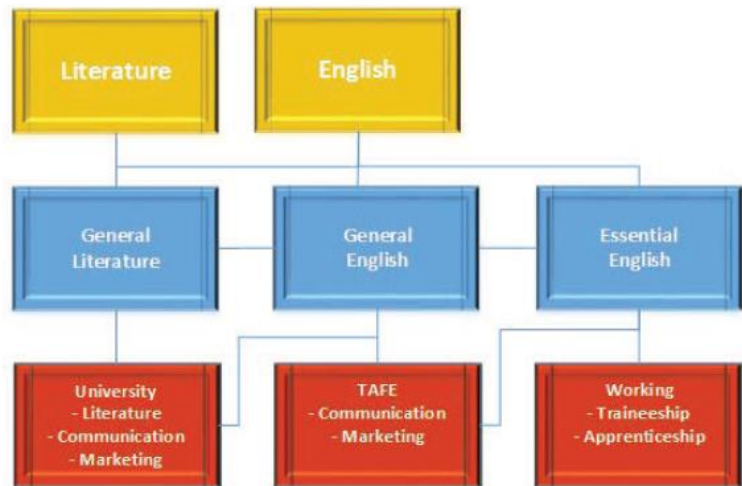 Literature
English
General
Literature
General
English
Essential
English
University
- Literature
- Communication
- Marketing
TAFE
- Communication
- Marketing
Working
- Traineeship
- Apprenticeship